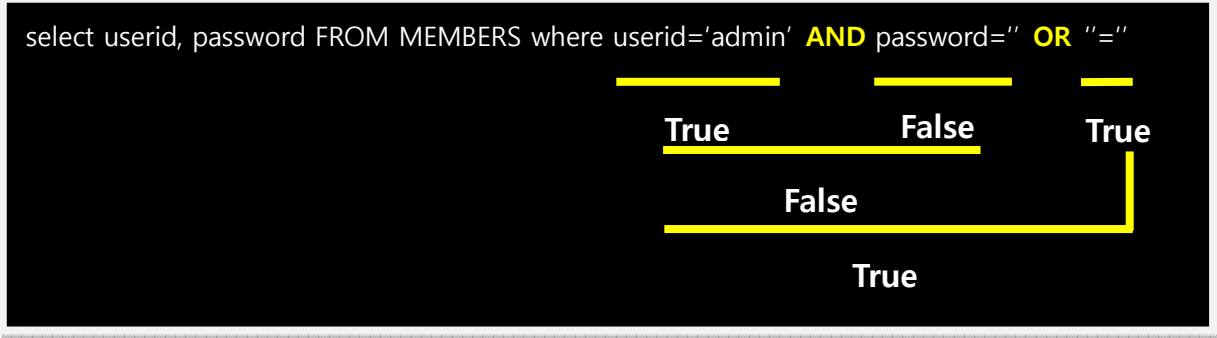 select userid, password FROM MEMBERS where userid=‘admin’ AND password=‘’ OR ‘’=‘’
True False True
False
True